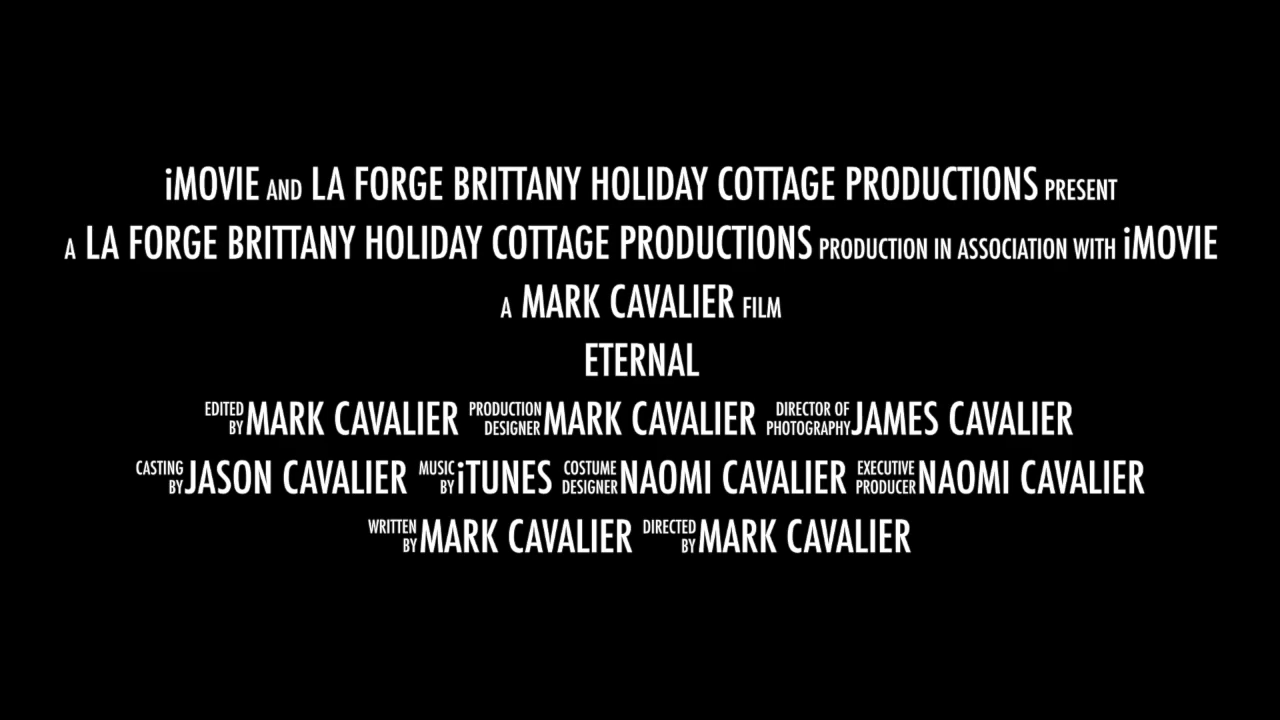 iMOVIE AND LA FORGE BRITTANY HOLIDAY COTTAGE PRODUCTIONS PRESENT
A LA FORGE BRITTANY HOLIDAY COTTAGE PRODUCTIONS PRODUCTION IN ASSOCIATION WITH iMOVIE
A MARK CAVALIER FILM
ETERNAL
EDITED BY MARK CAVALIER PRODUCTION DESIGNER MARK CAVALIER DIRECTOR OF PHOTOGRAPHY JAMES CAVALIER
CASTING BY JASON CAVALIER MUSIC BY iTUNES COSTUME DESIGNER NAOMI CAVALIER EXECUTIVE PRODUCER NAOMI CAVALIER
WRITTEN BY MARK CAVALIER DIRECTED BY MARK CAVALIER